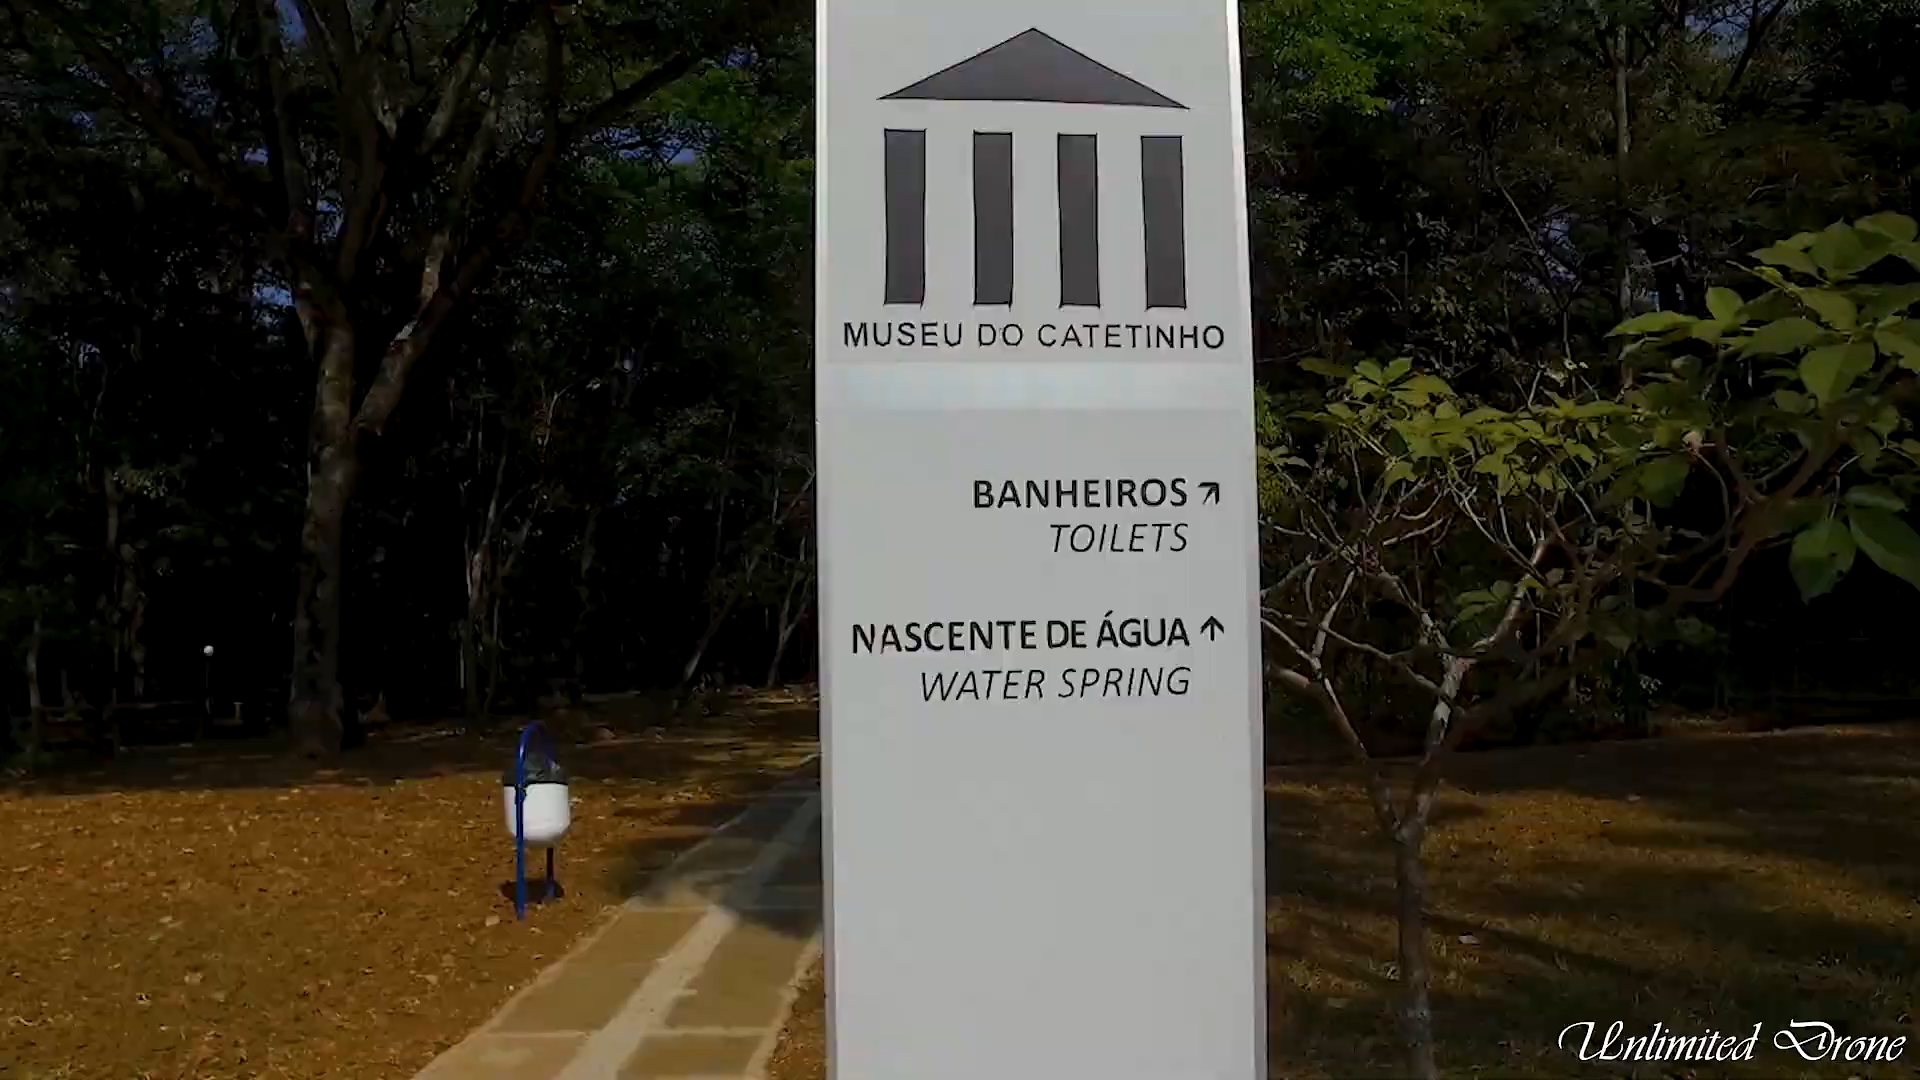 MUSEU DO CATETINHO
BANHEIROS ↗
TOILETS
NASCENTE DE ÁGUA ↑
WATER SPRING
Unlimited Drone